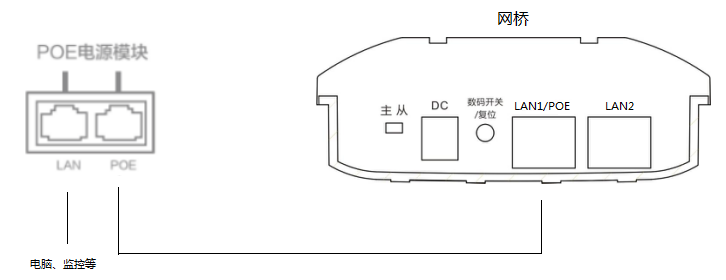 网桥
POE电源模块
主 从
DC
数码开关
/复位
LAN1/POE
LAN2
LAN
POE
电脑、监控等